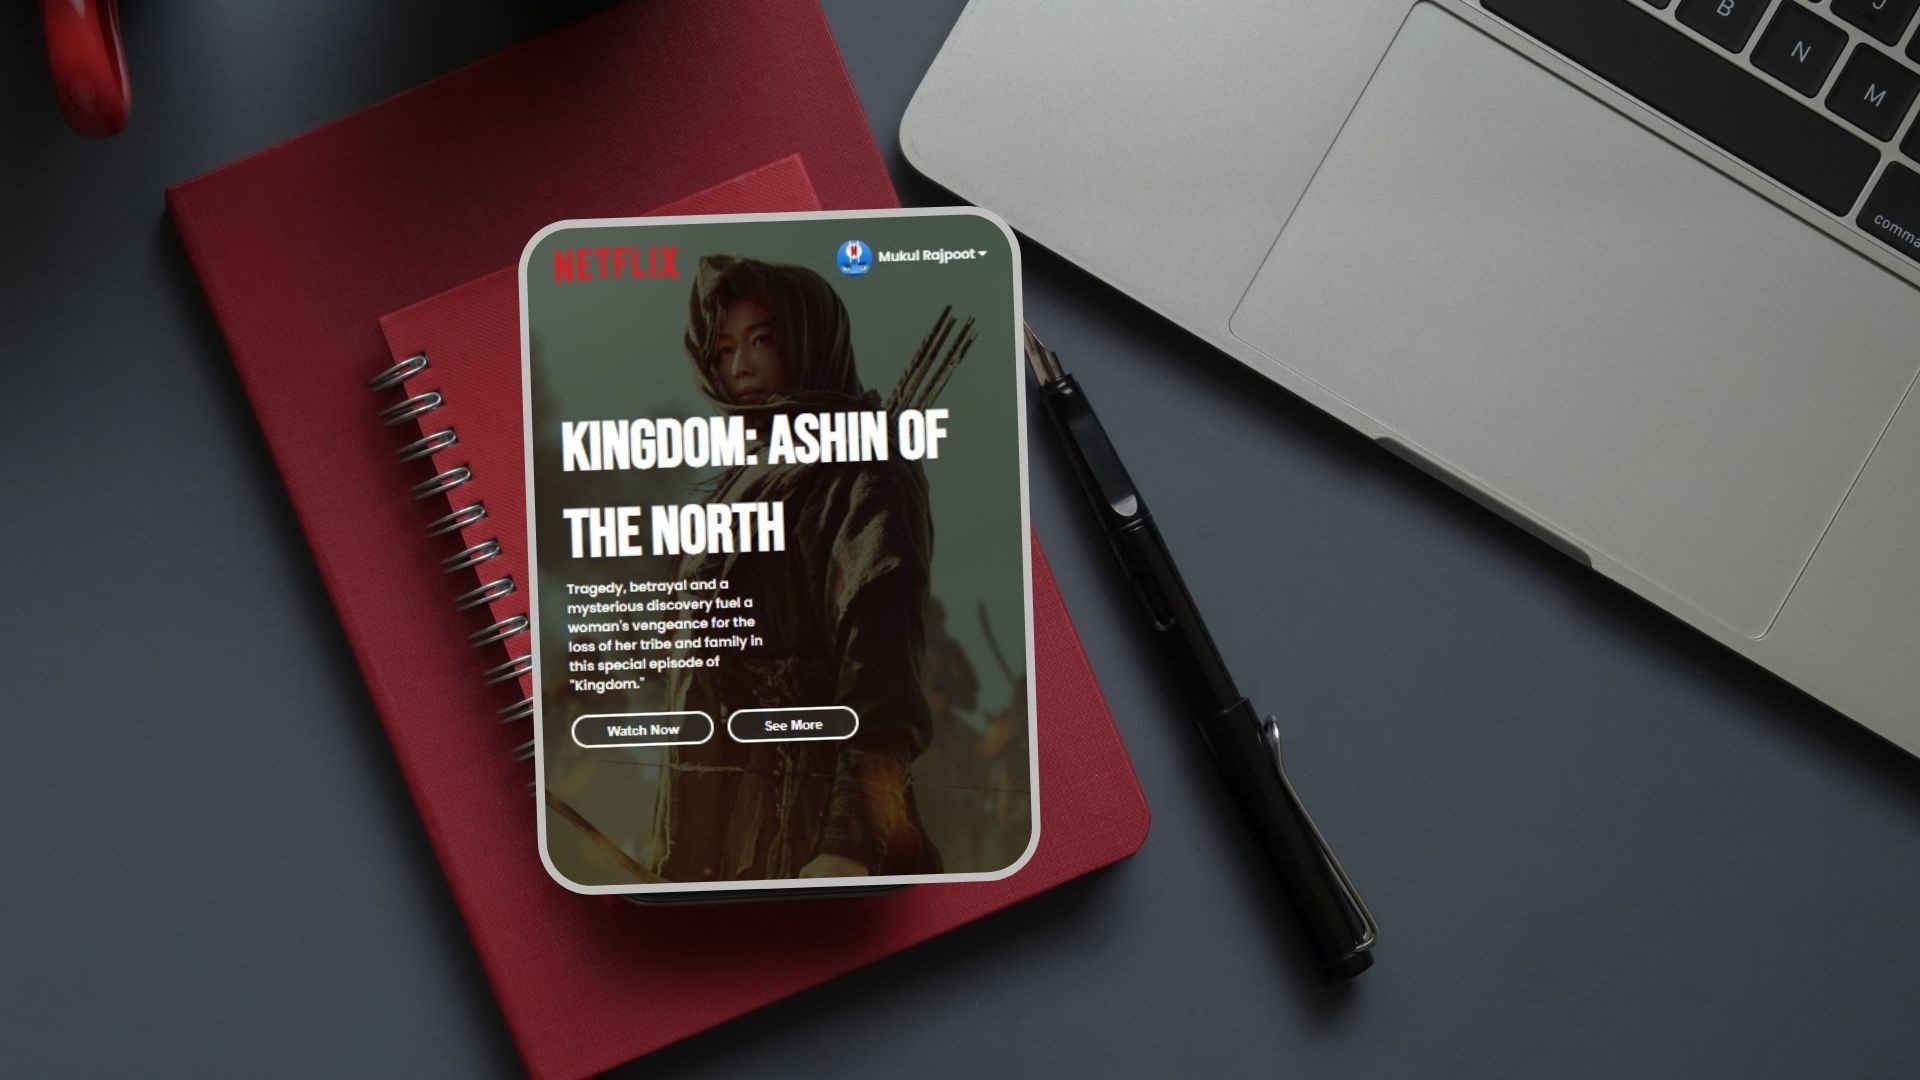 B
J
N
M
comma
NETFLIX
Mukul Rajpoot
KINGDOM: ASHIN OF
THE NORTH
Tragedy, betrayal and a
mysterious discovery fuel a
woman's vengeance for the
loss of her tribe and family in
this special episode of
"Kingdom."
Watch Now
See More